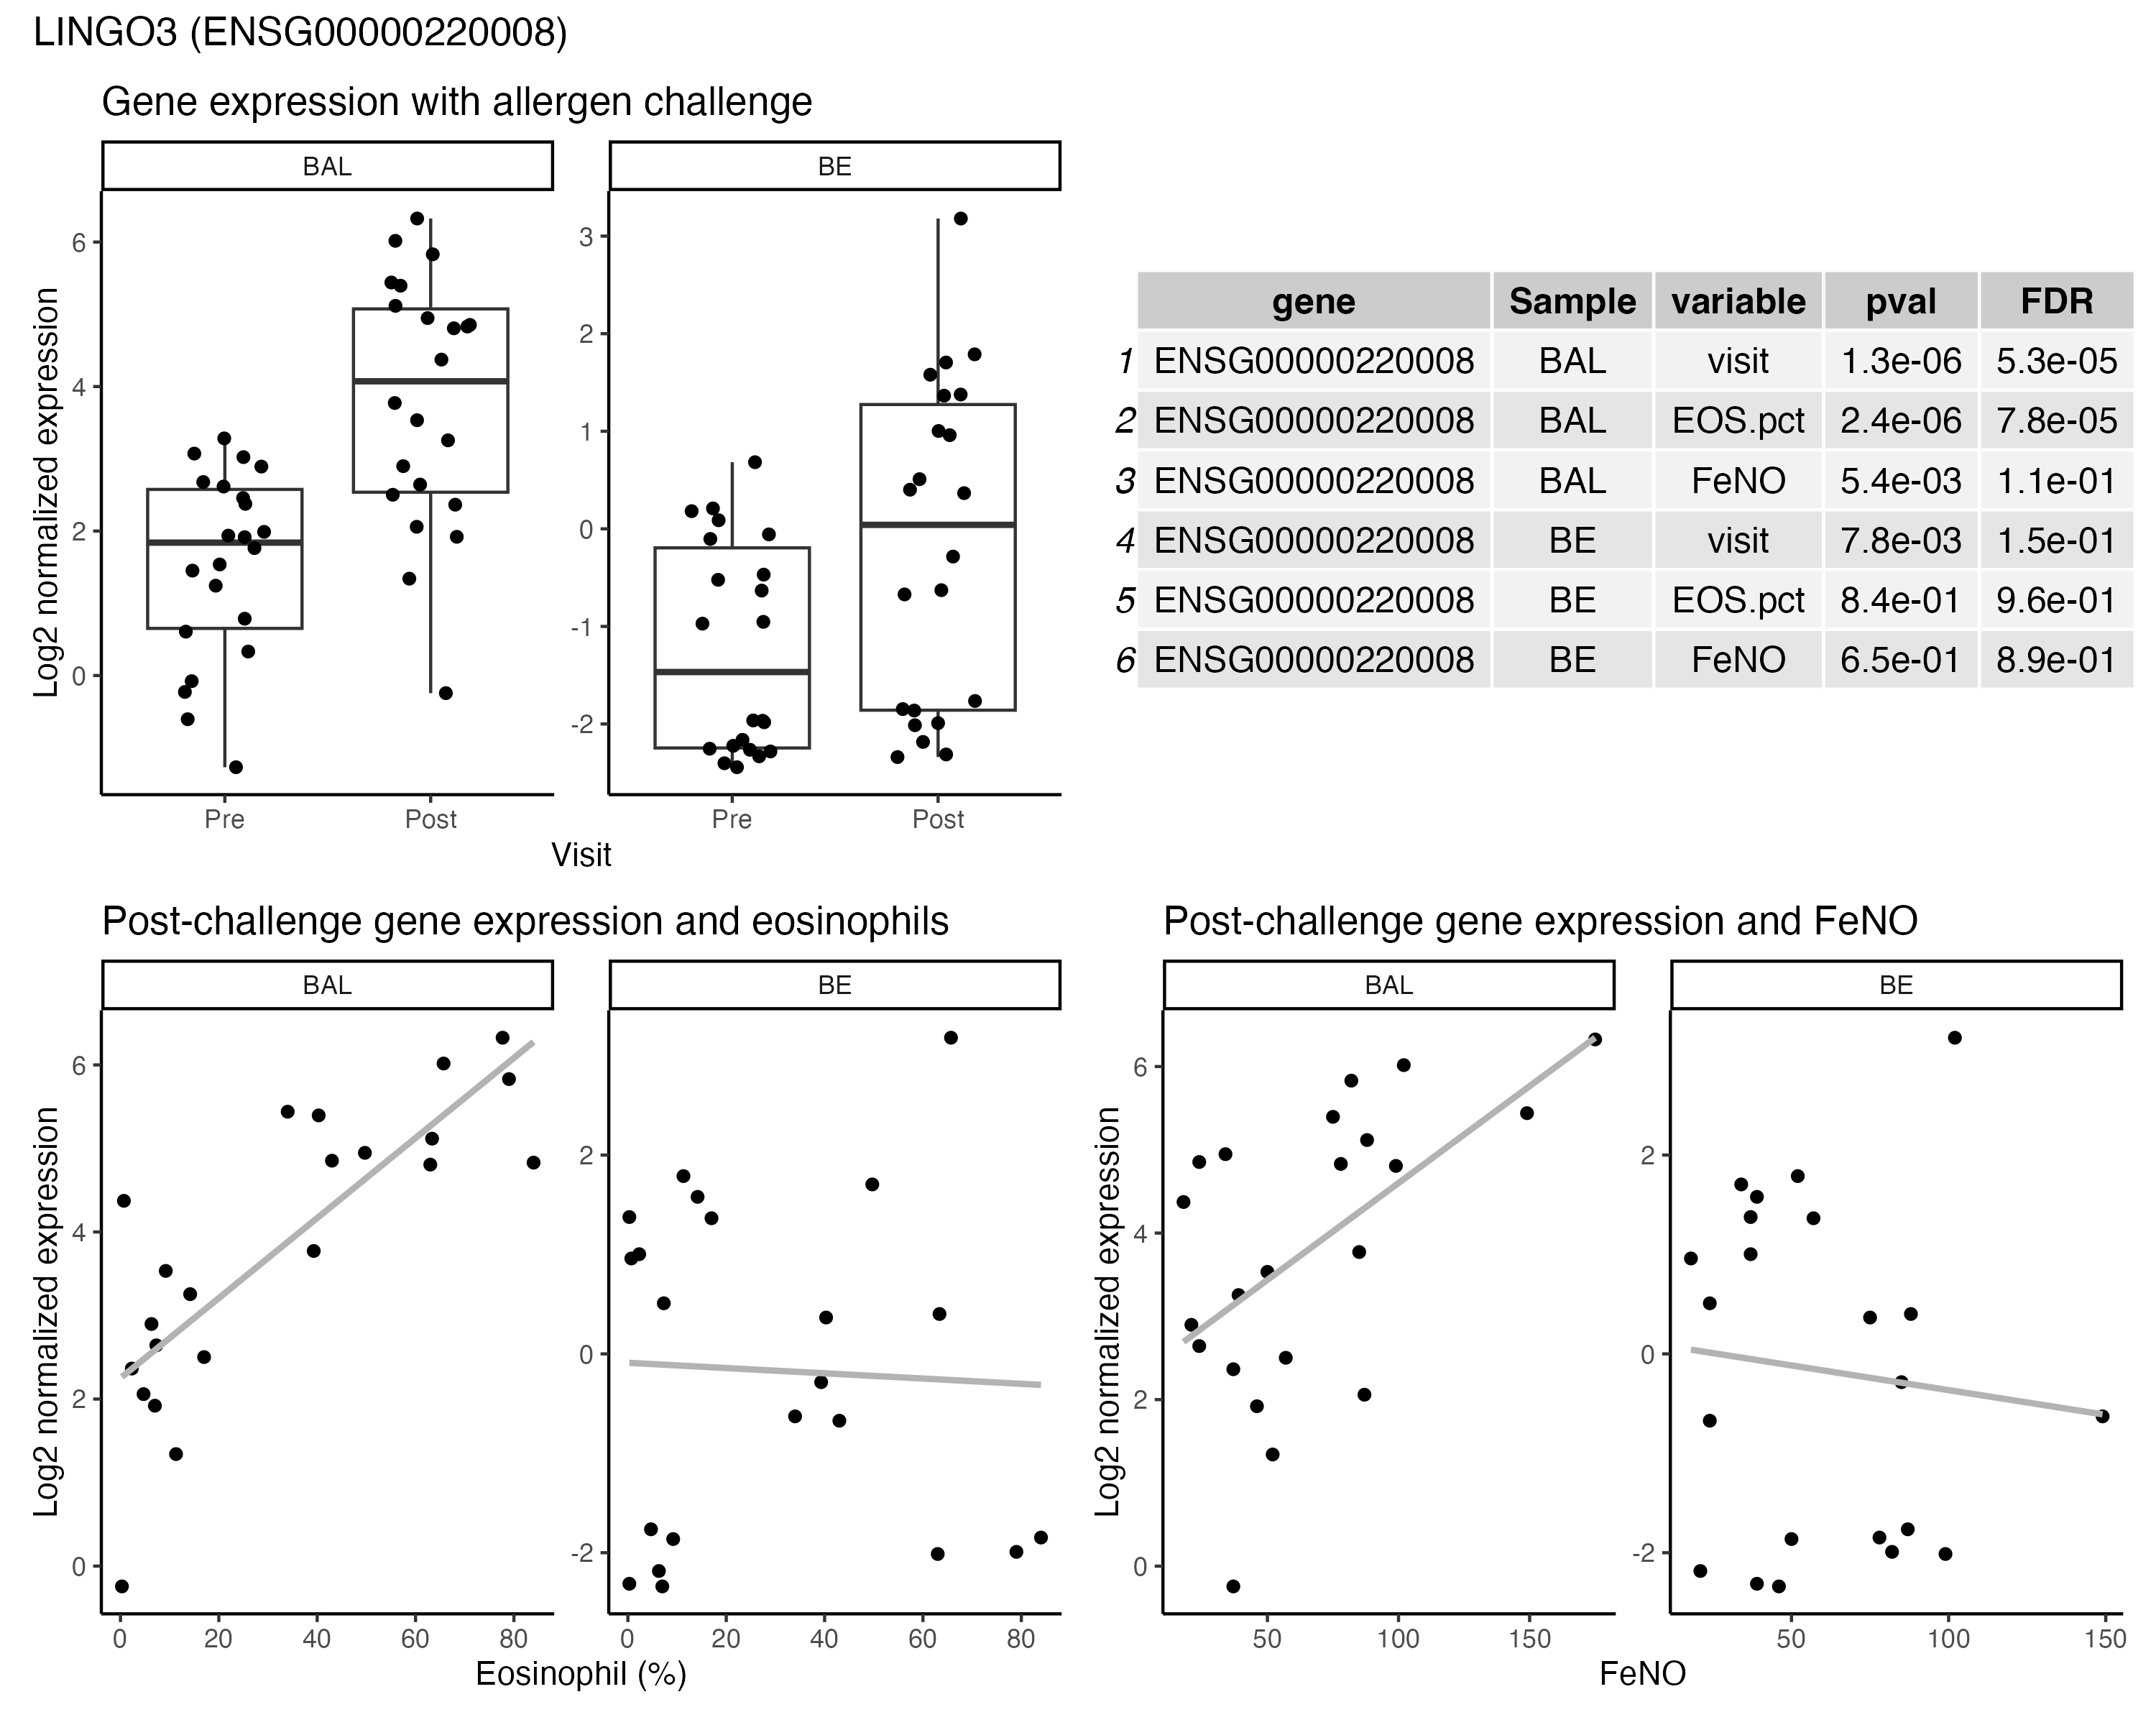 LINGO3 (ENSG00000220008)
Gene expression with allergen challenge
BAL
BE
Log2 normalized expression
6
4
2
0
3
2
1
0
-1
-2
Pre
Post
Pre
Post
Visit
gene Sample variable pval FDR
1 ENSG00000220008 BAL visit 1.3e-06 5.3e-05
2 ENSG00000220008 BAL EOS.pct 2.4e-06 7.8e-05
3 ENSG00000220008 BAL FeNO 5.4e-03 1.1e-01
4 ENSG00000220008 BE visit 7.8e-03 1.5e-01
5 ENSG00000220008 BE EOS.pct 8.4e-01 9.6e-01
6 ENSG00000220008 BE FeNO 6.5e-01 8.9e-01
Post-challenge gene expression and eosinophils
BAL
BE
Log2 normalized expression
6
4
2
0
2
0
-2
0 20 40 60 80
0 20 40 60 80
Eosinophil (%)
Post-challenge gene expression and FeNO
BAL
BE
Log2 normalized expression
6
4
2
0
2
0
-2
50 100 150
50 100 150
FeNO